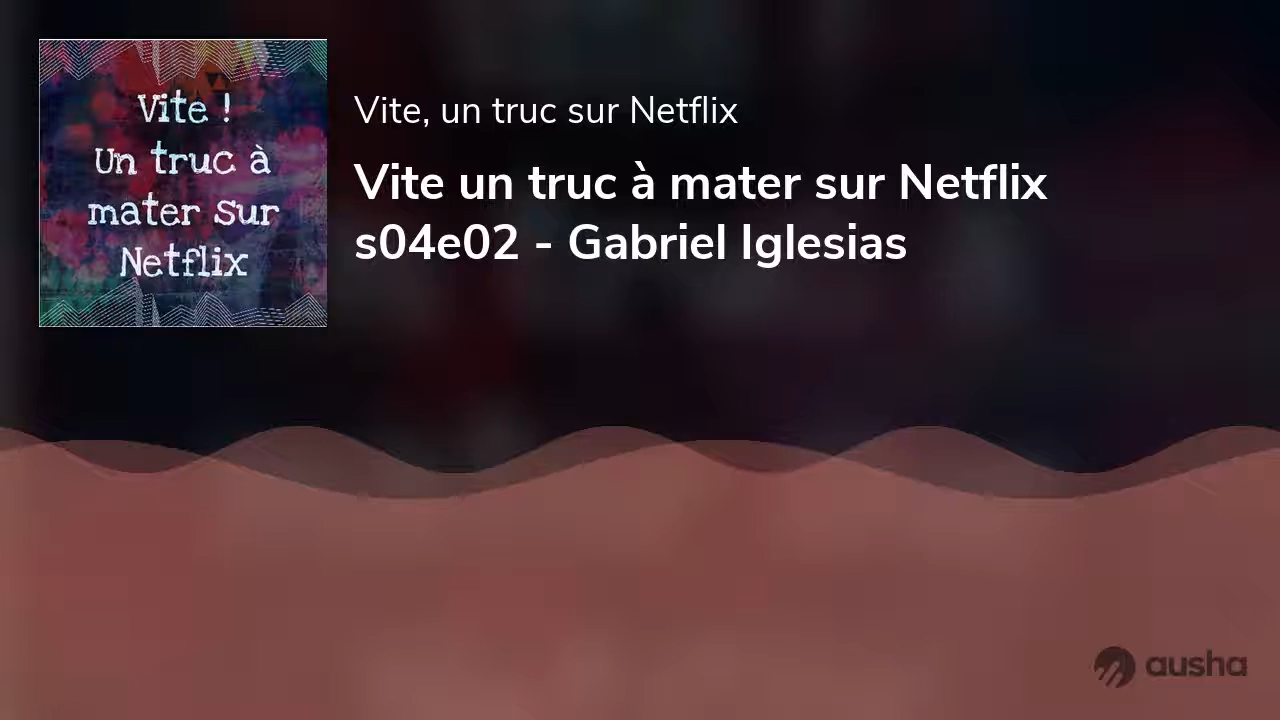 Vite !
Un truc à
mater sur
Netflix
Vite, un truc sur Netflix
Vite un truc à mater sur Netflix
s04e02 - Gabriel Iglesias
ausha